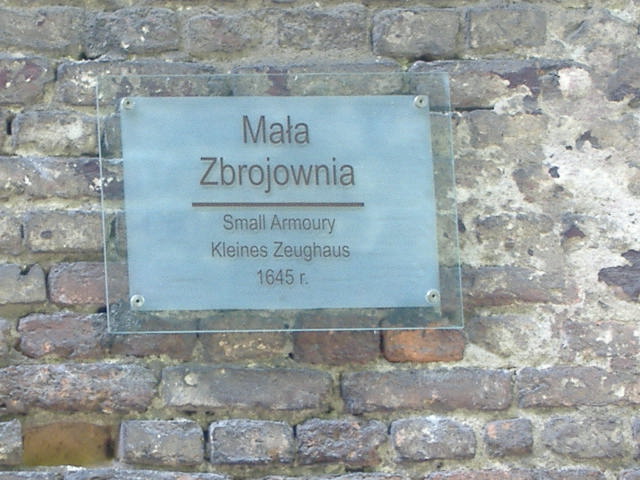 Mała
Zbrojownia
Small Armoury
Kleines Zeughaus
1645 r.